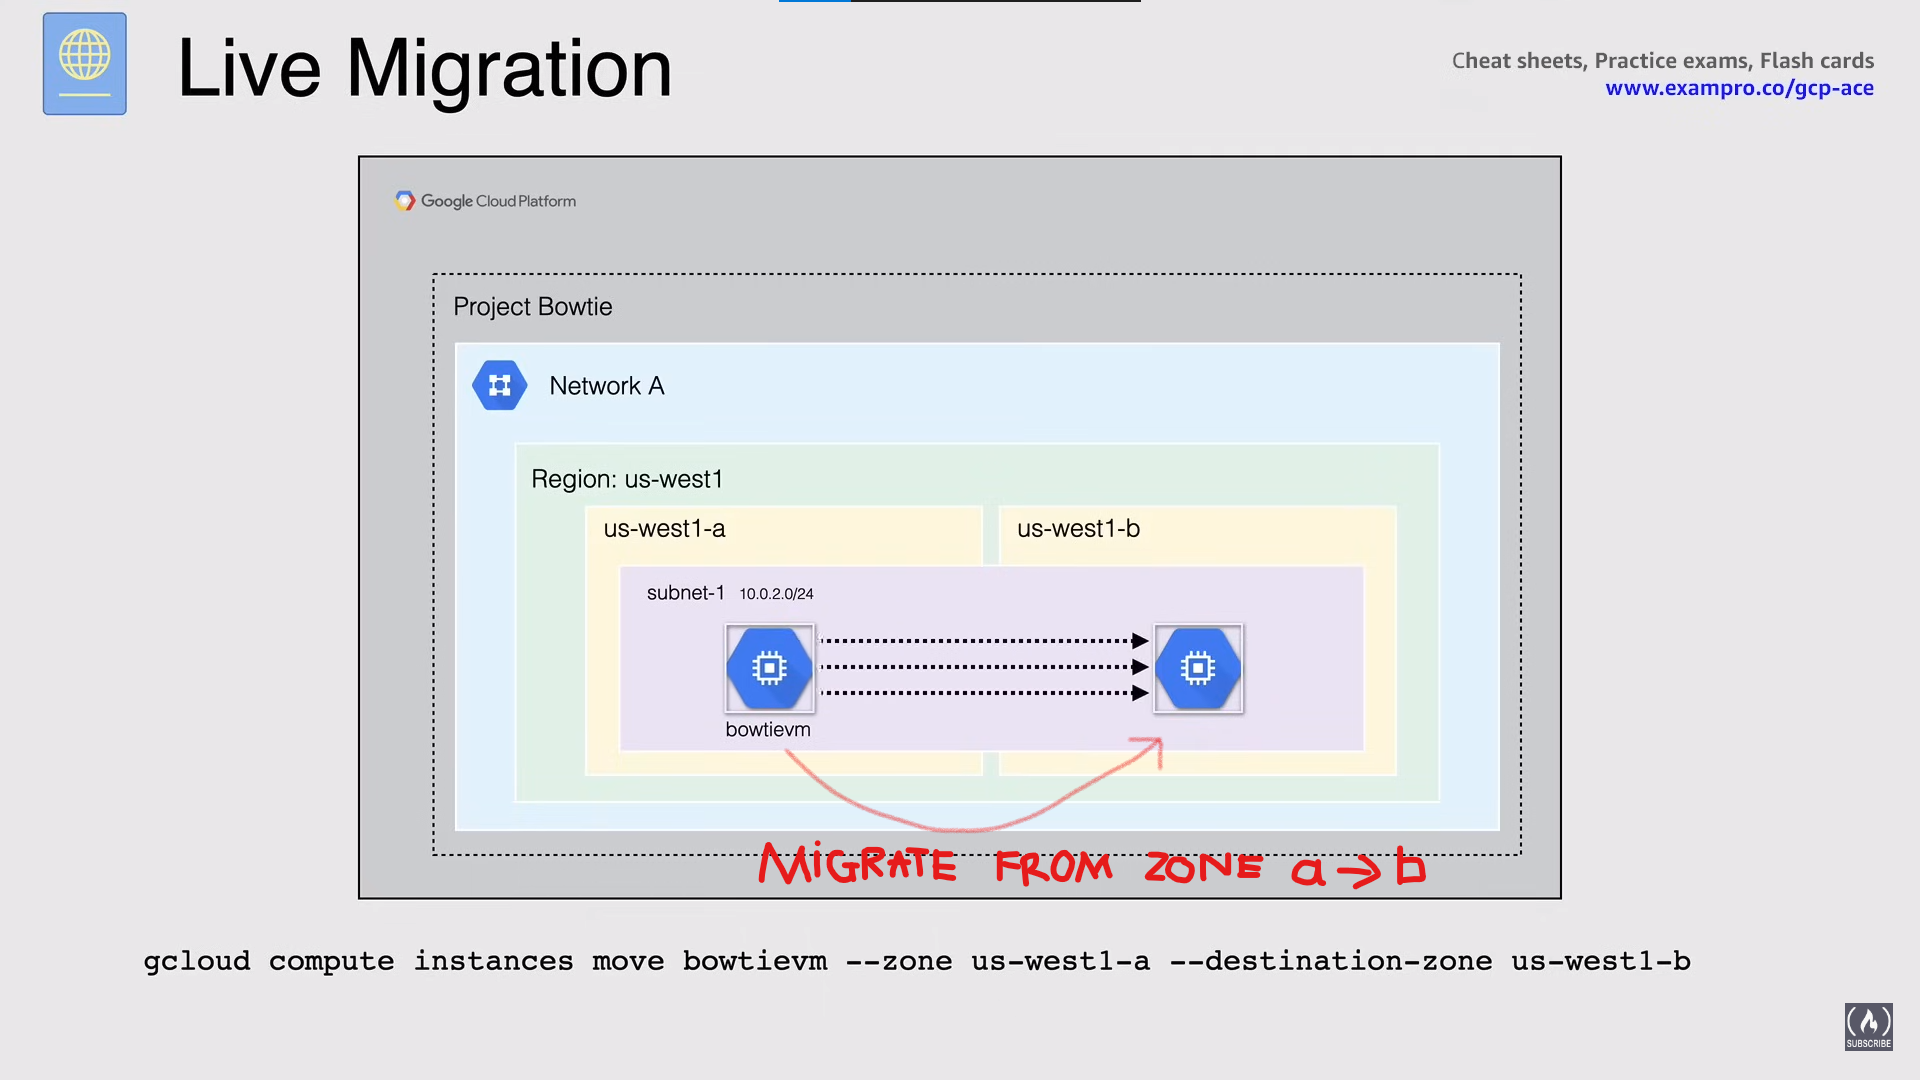 Live Migration
Cheat sheets, Practice exams, Flash cards
www.exampro.co/gcp-ace
Google Cloud Platform
Project Bowtie
Network A
Region: us-west1
us-west1-a
us-west1-b
subnet-1 10.0.2.0/24
bowtievm
MIGRATE FROM ZONE a → b
gcloud compute instances move bowtievm --zone us-west1-a --destination-zone us-west1-b
SUBSCRIBE